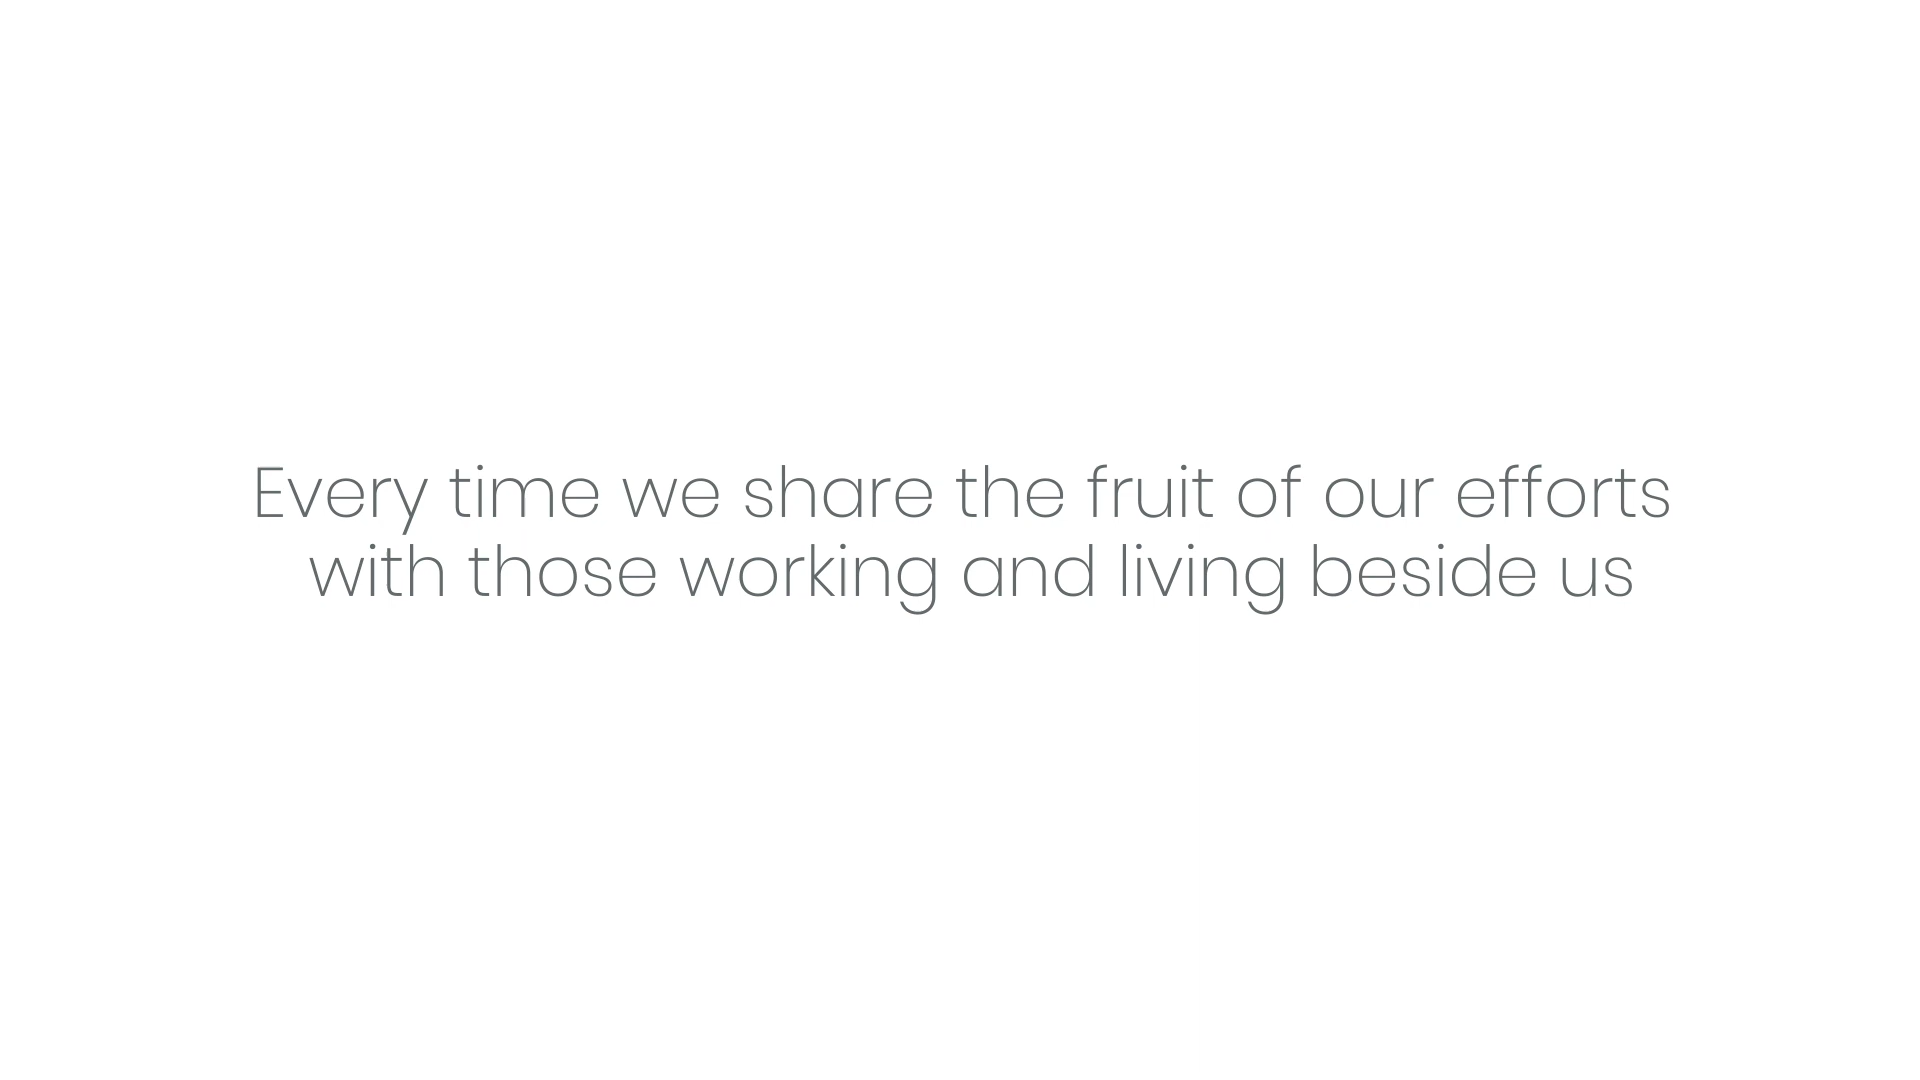 Every time we share the fruit of our efforts
with those working and living beside us